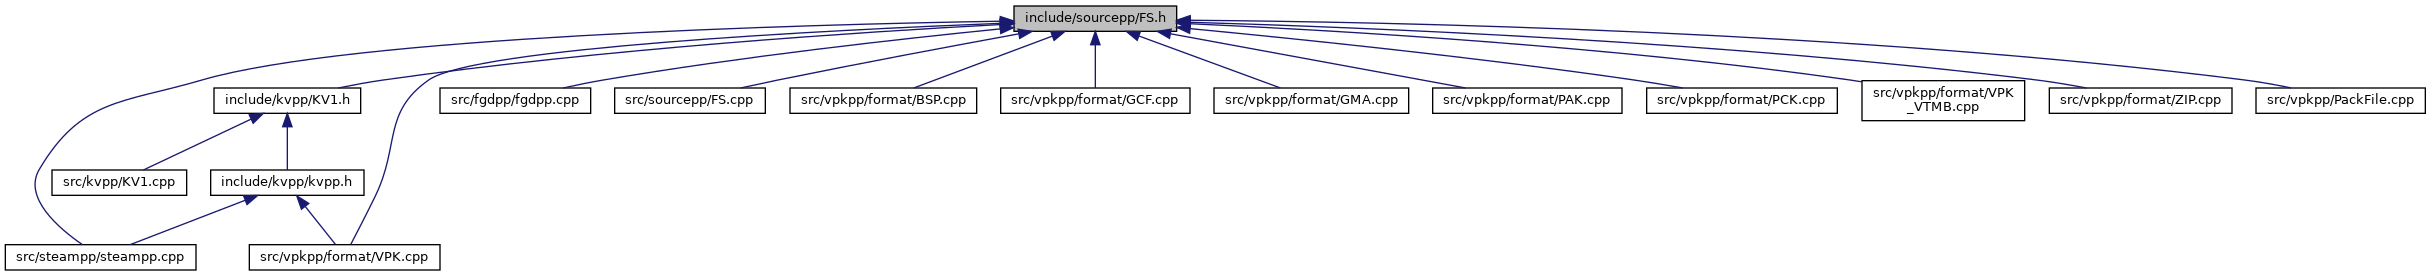 include/sourcepp/FS.h
include/kvpp/KV1.h
src/fgdpp/fgdpp.cpp
src/sourcepp/FS.cpp
src/vpkpp/format/BSP.cpp
src/vpkpp/format/GCF.cpp
src/vpkpp/format/GMA.cpp
src/vpkpp/format/PAK.cpp
src/vpkpp/format/PCK.cpp
src/vpkpp/format/VPK
_VTMB.cpp
src/vpkpp/format/ZIP.cpp
src/vpkpp/PackFile.cpp
src/kvpp/KV1.cpp
include/kvpp/kvpp.h
src/steampp/steampp.cpp
src/vpkpp/format/VPK.cpp